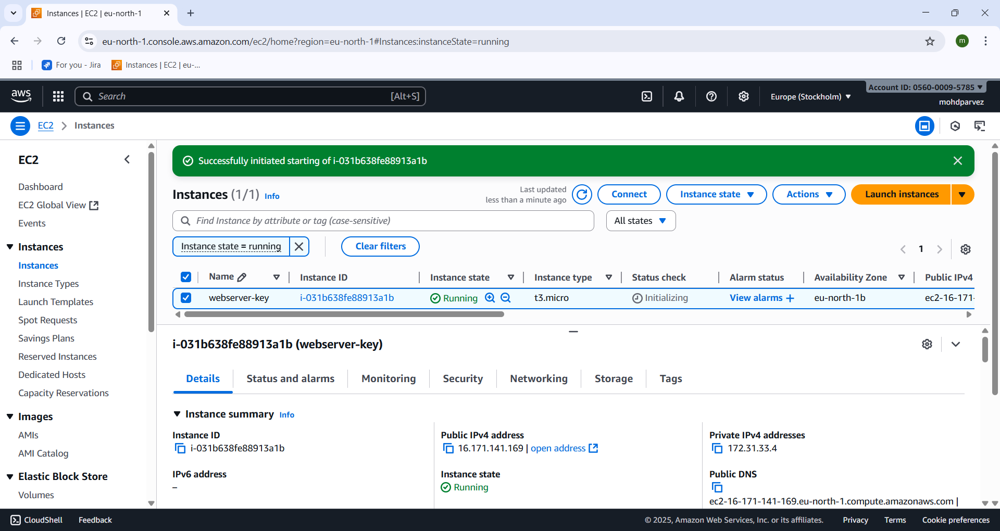 Instances | EC2 | eu-north-1
eu-north-1.console.aws.amazon.com/ec2/home?region=eu-north-1#Instances:instanceState=running
m
For you - Jira
Instances | EC2 | eu-...
aws
Search
[Alt+S]
Europe (Stockholm)
Account ID: 0560-0009-5785
mohdparvez
EC2
Instances
EC2
Dashboard
EC2 Global View
Events
Instances
Instances
Instance Types
Launch Templates
Spot Requests
Savings Plans
Reserved Instances
Dedicated Hosts
Capacity Reservations
Images
AMIs
AMI Catalog
Elastic Block Store
Volumes
Successfully initiated starting of i-031b638fe88913a1b
Instances (1/1) Info
Last updated
less than a minute ago
Connect
Instance state
Actions
Launch instances
Find Instance by attribute or tag (case-sensitive)
All states
Instance state = running
Clear filters
1
Name
Instance ID
Instance state
Instance type
Status check
Alarm status
Availability Zone
Public IPv4
webserver-key
i-031b638fe88913a1b
Running
t3.micro
Initializing
View alarms +
eu-north-1b
ec2-16-171-
i-031b638fe88913a1b (webserver-key)
Details
Status and alarms
Monitoring
Security
Networking
Storage
Tags
Instance summary Info
Instance ID
i-031b638fe88913a1b
Public IPv4 address
16.171.141.169 | open address
Private IPv4 addresses
172.31.33.4
IPv6 address
–
Instance state
Running
Public DNS
ec2-16-171-141-169.eu-north-1.compute.amazonaws.com |
CloudShell
Feedback
© 2025, Amazon Web Services, Inc. or its affiliates.
Privacy
Terms
Cookie preferences